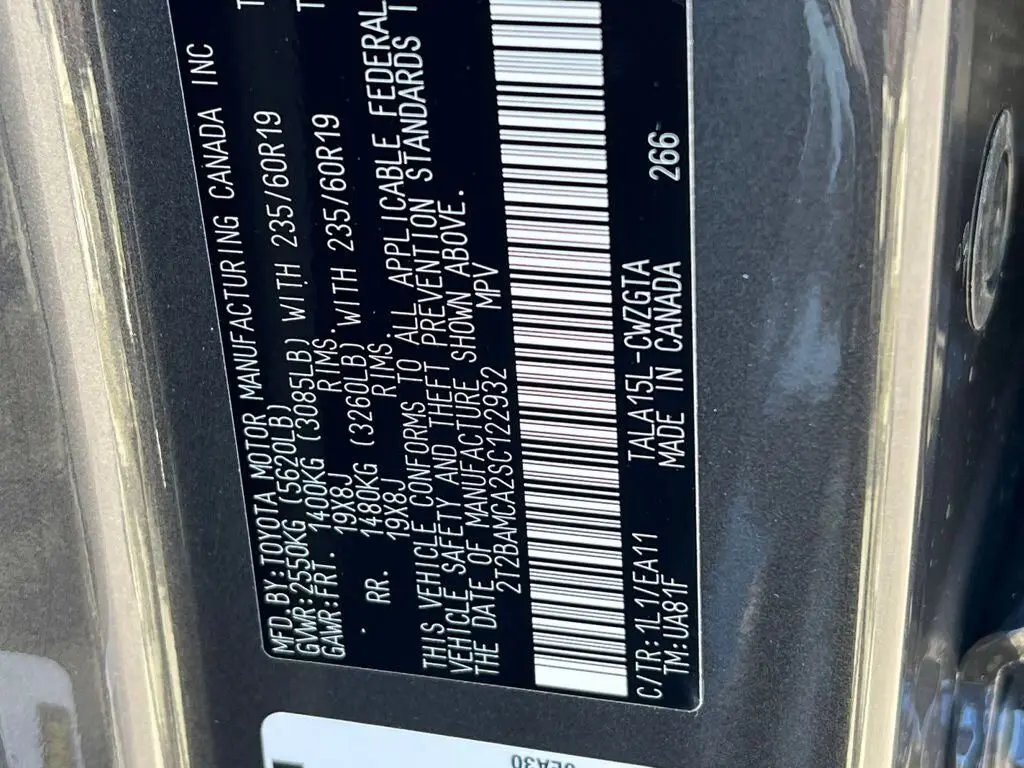 MFD.BY:TOYOTA MOTOR MANUFACTURING CANADA INC
GVWR:2550KG (5620LB)
GAWR:FRT. 1400KG (3085LB) WITH 235/60R19 T
19X8J RIMS.
RR. 1480KG (3260LB) WITH 235/60R19 T
19X8J RIMS.
THIS VEHICLE CONFORMS TO ALL APPLICABLE FEDERAL
VEHICLE SAFETY AND THEFT PREVENTION STANDARDS I
THE DATE OF MANUFACTURE SHOWN ABOVE.
2T2BAMCA2SC122932 MPV
C/TR:1L1/EA11 TALA15L-CWZGTA 266
TM:UA81F MADE IN CANADA